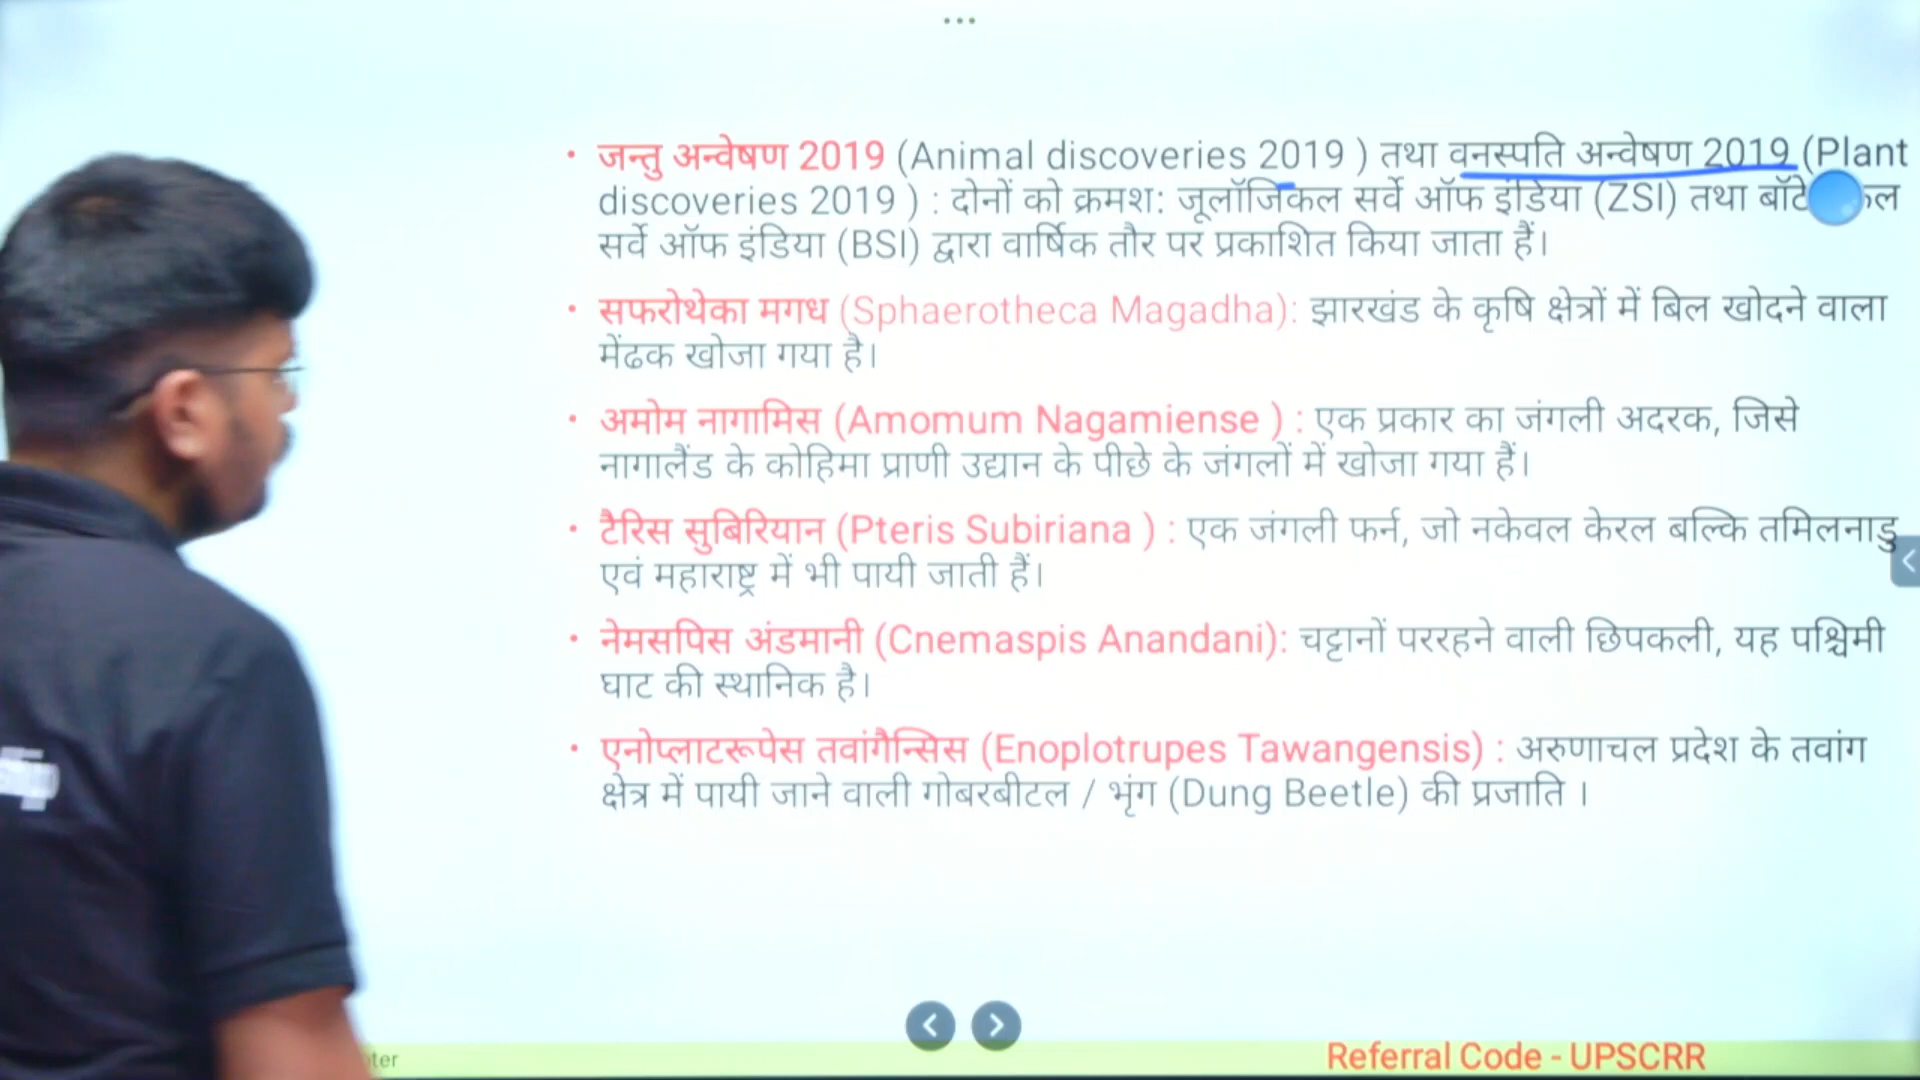 • जन्तु अन्वेषण 2019 (Animal discoveries 2019 ) तथा वनस्पति अन्वेषण 2019 (Plant
discoveries 2019 ) : दोनों को क्रमश: जूलॉजिकल सर्वे ऑफ इंडिया (ZSI) तथा
सर्वे ऑफ इंडिया (BSI) द्वारा वार्षिक तौर पर प्रकाशित किया जाता हैं।
• सफरोथेका मगध (Sphaerotheca Magadha): झारखंड के कृषि क्षेत्रों में बिल खोदने वाला
मेंढक खोजा गया है।
• अमोम नागामिस (Amomum Nagamiense ) : एक प्रकार का जंगली अदरक, जिसे
नागालैंड के कोहिमा प्राणी उद्यान के पीछे के जंगलों में खोजा गया हैं।
• टैरिस सुबिरियान (Pteris Subiriana ) : एक जंगली फर्न, जो नकेवल केरल बल्कि तमिलनाडु
एवं महाराष्ट्र में भी पायी जाती हैं।
• नेमसपिस अंडमानी (Cnemaspis Anandani): चट्टानों पररहने वाली छिपकली, यह पश्चिमी
घाट की स्थानिक है।
• एनोप्लाटरूपेस तवांगैन्सिस (Enoplotrupes Tawangensis) : अरुणाचल प्रदेश के तवांग
क्षेत्र में पायी जाने वाली गोबरबीटल / भृंग (Dung Beetle) की प्रजाति ।
Referral Code - UPSCRR